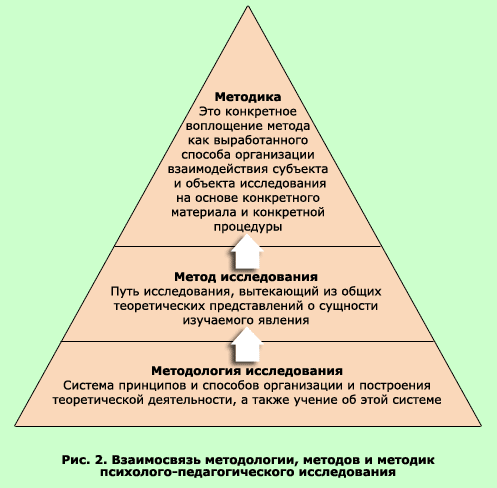 Методика
Это конкретное
воплощение метода
как выработанного
способа организации
взаимодействия субъекта
и объекта исследования
на основе конкретного
материала и конкретной
процедуры
Метод исследования
Путь исследования, вытекающий из общих
теоретических представлений о сущности
изучаемого явления
Методология исследования
Система принципов и способов организации и построения
теоретической деятельности, а также учение об этой системе
Рис. 2. Взаимосвязь методологии, методов и методик
психолого-педагогического исследования